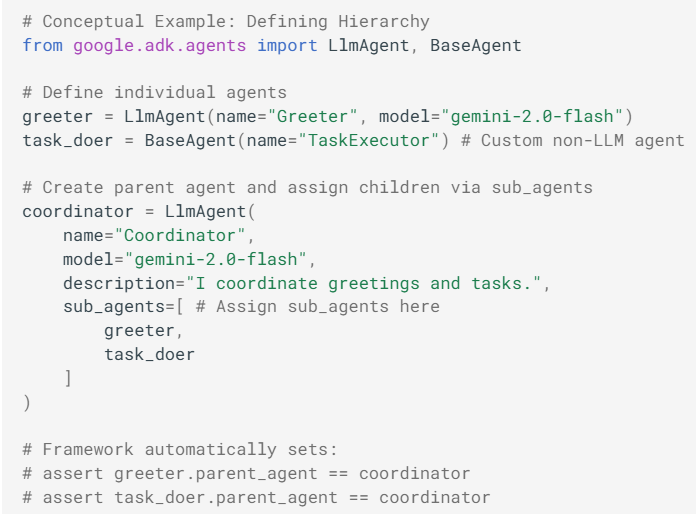 # Conceptual Example: Defining Hierarchy
from google.adk.agents import LlmAgent, BaseAgent

# Define individual agents
greeter = LlmAgent(name="Greeter", model="gemini-2.0-flash")
task_doer = BaseAgent(name="TaskExecutor") # Custom non-LLM agent

# Create parent agent and assign children via sub_agents
coordinator = LlmAgent(
    name="Coordinator",
    model="gemini-2.0-flash",
    description="I coordinate greetings and tasks.",
    sub_agents=[ # Assign sub_agents here
        greeter,
        task_doer
    ]
)

# Framework automatically sets:
# assert greeter.parent_agent == coordinator
# assert task_doer.parent_agent == coordinator